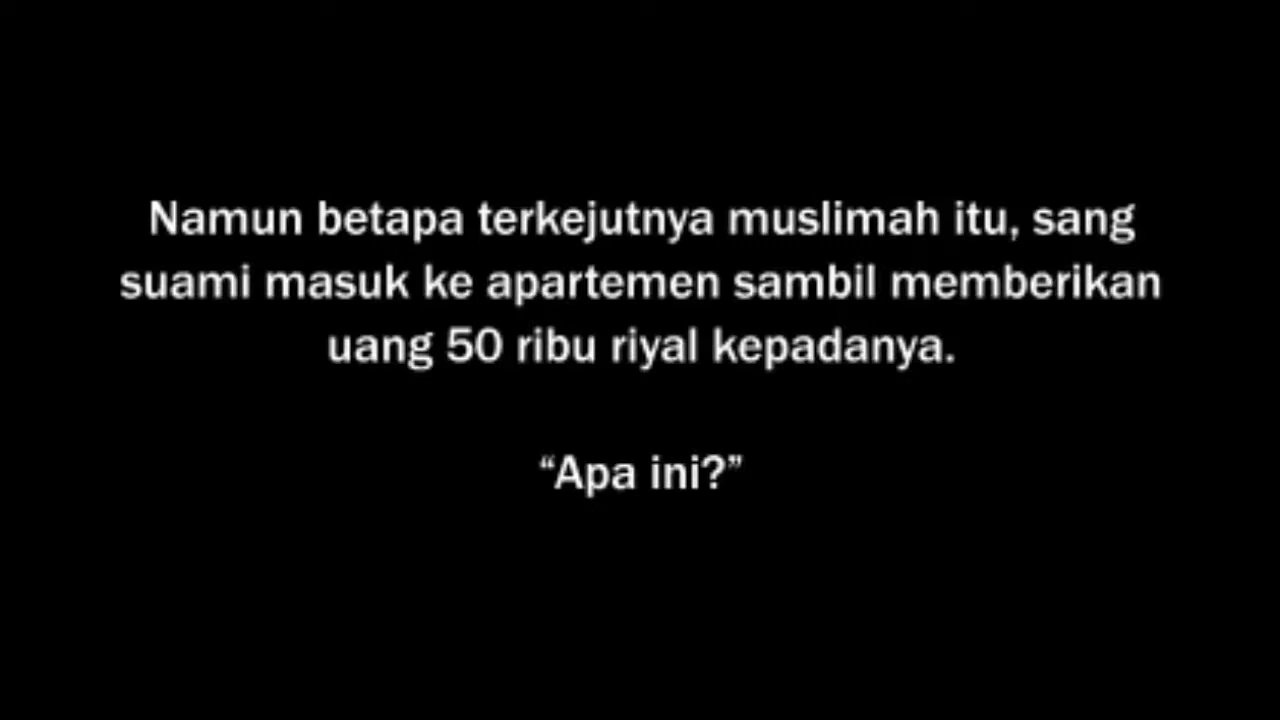 Namun betapa terkejutnya muslimah itu, sang
suami masuk ke apartemen sambil memberikan
uang 50 ribu riyal kepadanya.
“Apa ini?”